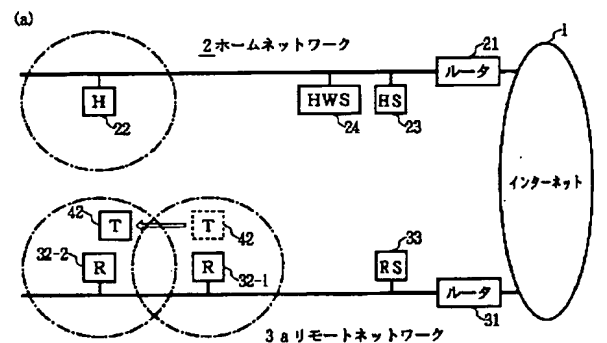 (a)
2ホームネットワーク
21
ルータ
1
H
22
HWS
24
HS
23
インターネット
42
T
T
42
32-2
R
R
32-1
33
RS
ルータ
31
3aリモートネットワーク